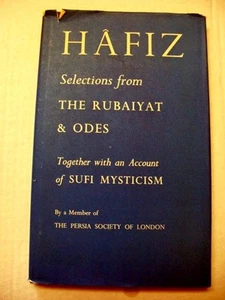 HÂFIZ
Selections from
THE RUBAIYAT
& ODES
Together with an Account
of SUFI MYSTICISM
By a Member of
THE PERSIA SOCIETY OF LONDON